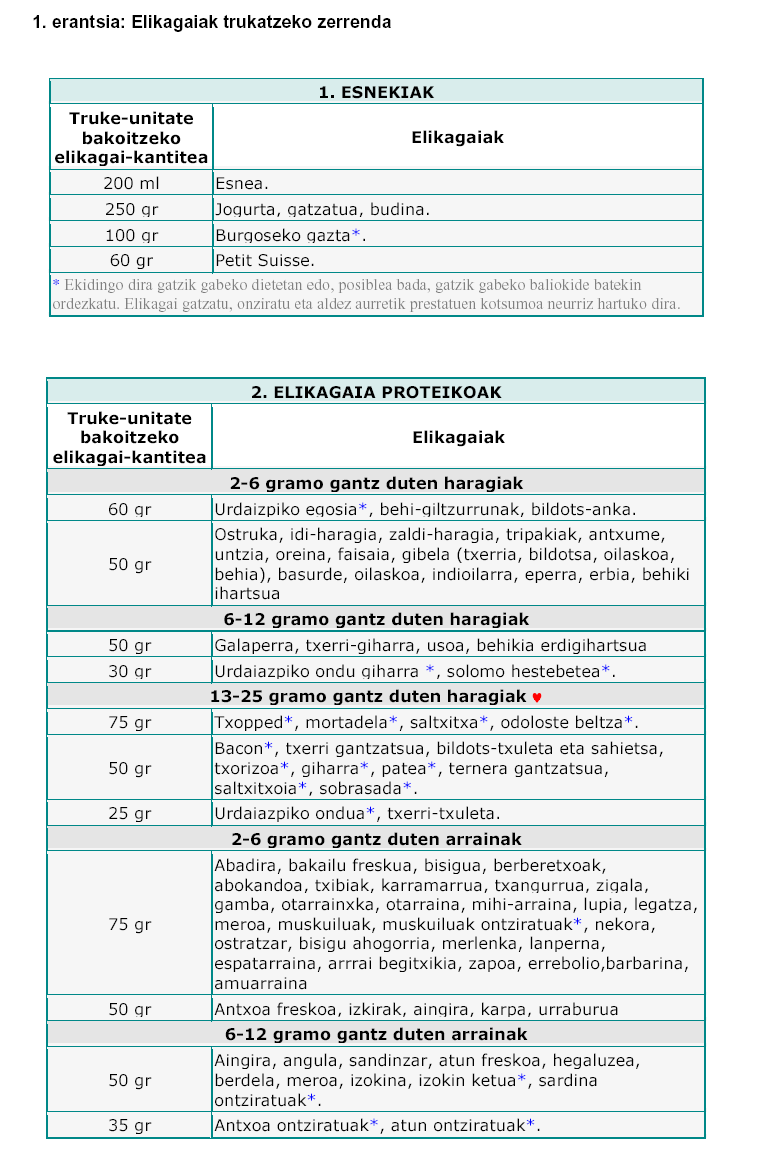 1. erantsia: Elikagaiak trukatzeko zerrenda
1. ESNEKIAK
Truke-unitate
bakoitzeko
elikagai-kantitea
Elikagaiak
200 ml
Esnea.
250 gr
Jogurta, gatzatua, budina.
100 gr
Burgoseko gazta*.
60 gr
Petit Suisse.
* Ekidingo dira gatzik gabeko dietetan edo, posiblea bada, gatzik gabeko baliokide batekin
ordezkatu. Elikagai gatzatu, onziratu eta aldez aurretik prestatuen kotsumoa neurriz hartuko dira.
2. ELIKAGAIA PROTEIKOAK
Truke-unitate
bakoitzeko
elikagai-kantitea
Elikagaiak
2-6 gramo gantz duten haragiak
60 gr
Urdaizpiko egosia*, behi-giltzurrunak, bildots-anka.
50 gr
Ostruka, idi-haragia, zaldi-haragia, tripakiak, antxume,
untzia, oreina, faisaia, gibela (txerria, bildotsa, oilaskoa,
behia), basurde, oilaskoa, indioilarra, eperra, erbia, behiki
ihartsua
6-12 gramo gantz duten haragiak
50 gr
Galaperra, txerri-giharra, usoa, behikia erdigihartsua
30 gr
Urdaiazpiko ondu giharra *, solomo hestebetea*.
13-25 gramo gantz duten haragiak ♥
75 gr
Txopped*, mortadela*, saltxitxa*, odoloste beltza*.
50 gr
Bacon*, txerri gantzatsua, bildots-txuleta eta sahietsa,
txorizoa*, giharra*, patea*, ternera gantzatsua,
saltxitxoia*, sobrasada*.
25 gr
Urdaiazpiko ondua*, txerri-txuleta.
2-6 gramo gantz duten arrainak
75 gr
Abadira, bakailu freskua, bisigua, berberetxoak,
abokandoa, txibiak, karramarrua, txangurrua, zigala,
gamba, otarrainxka, otarraina, mihi-arraina, lupia, legatza,
meroa, muskuiluak, muskuiluak ontziratuak*, nekora,
ostratzar, bisigu ahogorria, merlenka, lanperna,
espatarraina, arrrai begitxikia, zapoa, errebolio,barbarina,
amuarraina
50 gr
Antxoa freskoa, izkirak, aingira, karpa, urraburua
6-12 gramo gantz duten arrainak
50 gr
Aingira, angula, sandinzar, atun freskoa, hegaluzea,
berdela, meroa, izokina, izokin ketua*, sardina
ontziratuak*.
35 gr
Antxoa ontziratuak*, atun ontziratuak*.